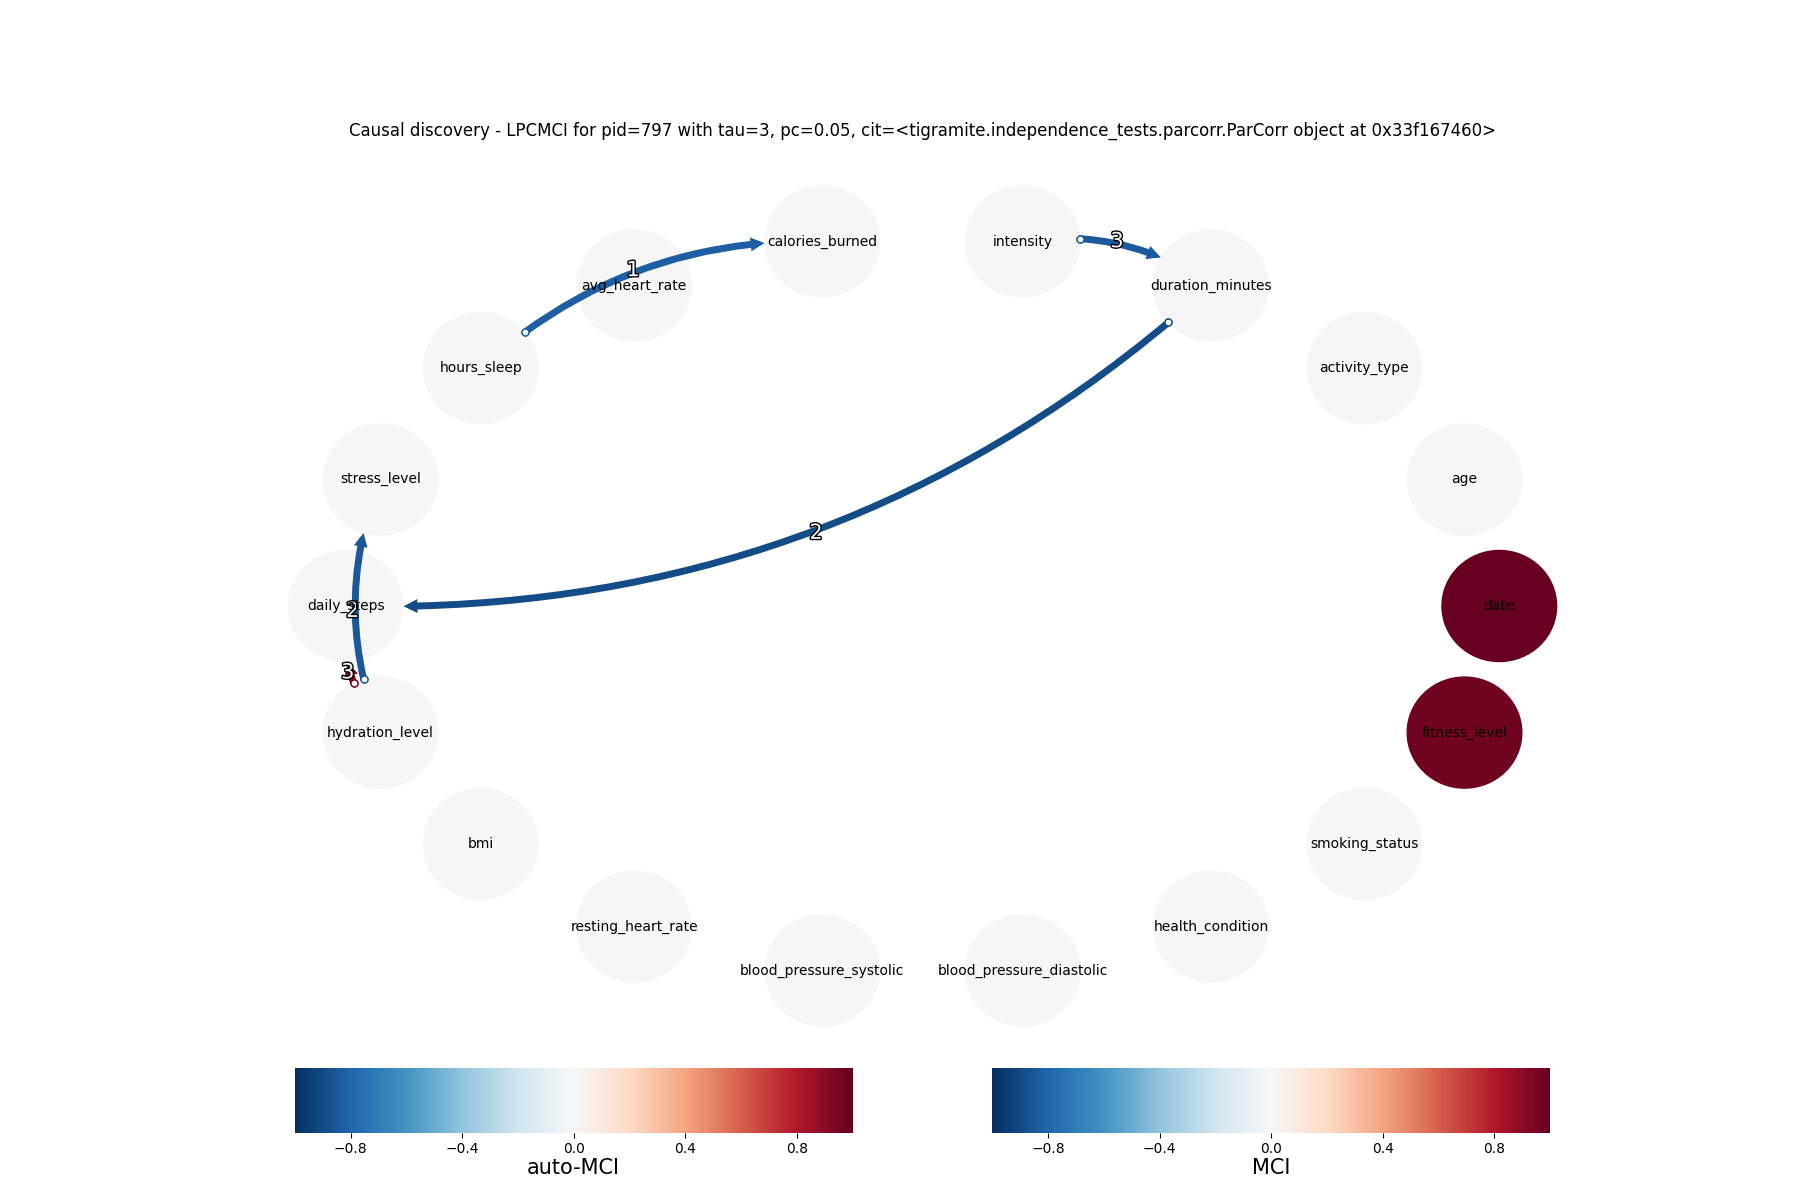 Causal discovery - LPCMCI for pid=797 with tau=3, pc=0.05, cit=<tigramite.independence_tests.parcorr.ParCorr object at 0x33f167460>
calories_burned
intensity
3
1
avg_heart_rate
duration_minutes
hours_sleep
activity_type
stress_level
age
2
daily_steps
2
date
3
hydration_level
fitness_level
bmi
smoking_status
resting_heart_rate
health_condition
blood_pressure_systolic
blood_pressure_diastolic
−0.8 −0.4 0.0 0.4 0.8
auto-MCI
−0.8 −0.4 0.0 0.4 0.8
MCI